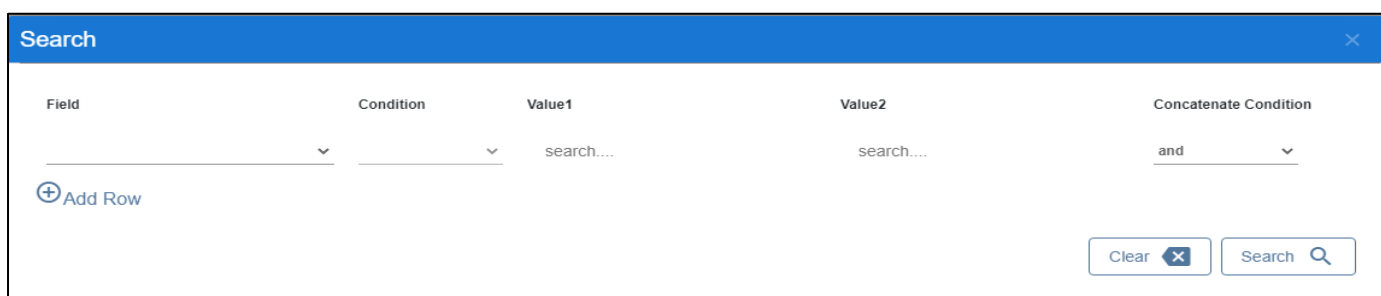 Search
Field Condition Value1 Value2 Concatenate Condition
search.... search.... and
Add Row
Clear Search